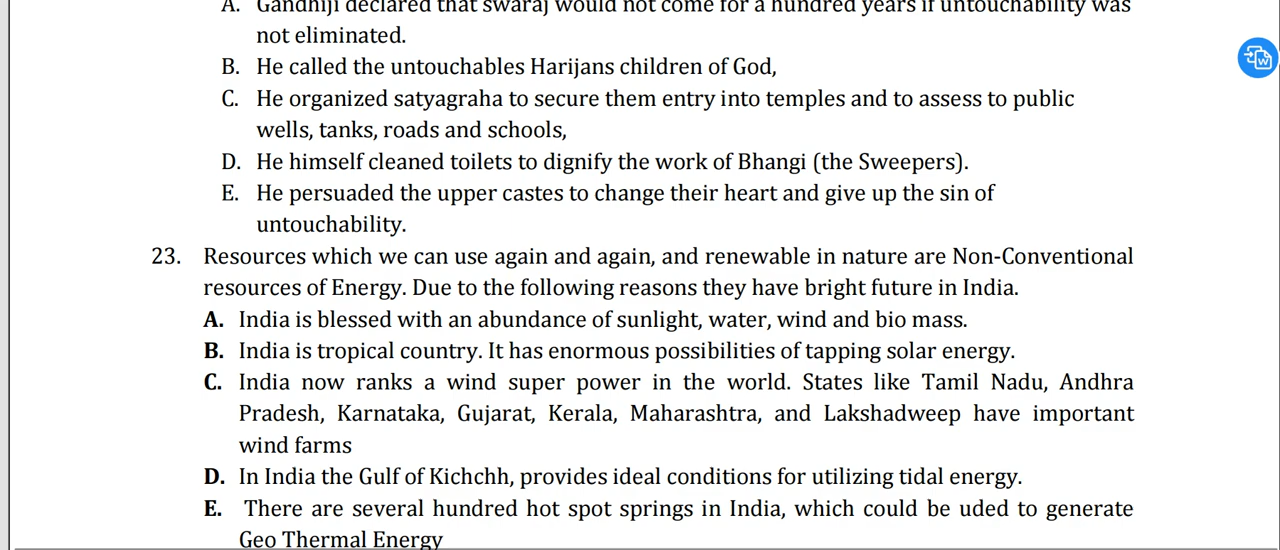 A. Gandhiji declared that swaraj would not come for a hundred years if untouchability was
not eliminated.
B. He called the untouchables Harijans children of God,
C. He organized satyagraha to secure them entry into temples and to assess to public
wells, tanks, roads and schools,
D. He himself cleaned toilets to dignify the work of Bhangi (the Sweepers).
E. He persuaded the upper castes to change their heart and give up the sin of
untouchability.
23. Resources which we can use again and again, and renewable in nature are Non-Conventional
resources of Energy. Due to the following reasons they have bright future in India.
A. India is blessed with an abundance of sunlight, water, wind and bio mass.
B. India is tropical country. It has enormous possibilities of tapping solar energy.
C. India now ranks a wind super power in the world. States like Tamil Nadu, Andhra
Pradesh, Karnataka, Gujarat, Kerala, Maharashtra, and Lakshadweep have important
wind farms
D. In India the Gulf of Kichchh, provides ideal conditions for utilizing tidal energy.
E. There are several hundred hot spot springs in India, which could be uded to generate
Geo Thermal Energy